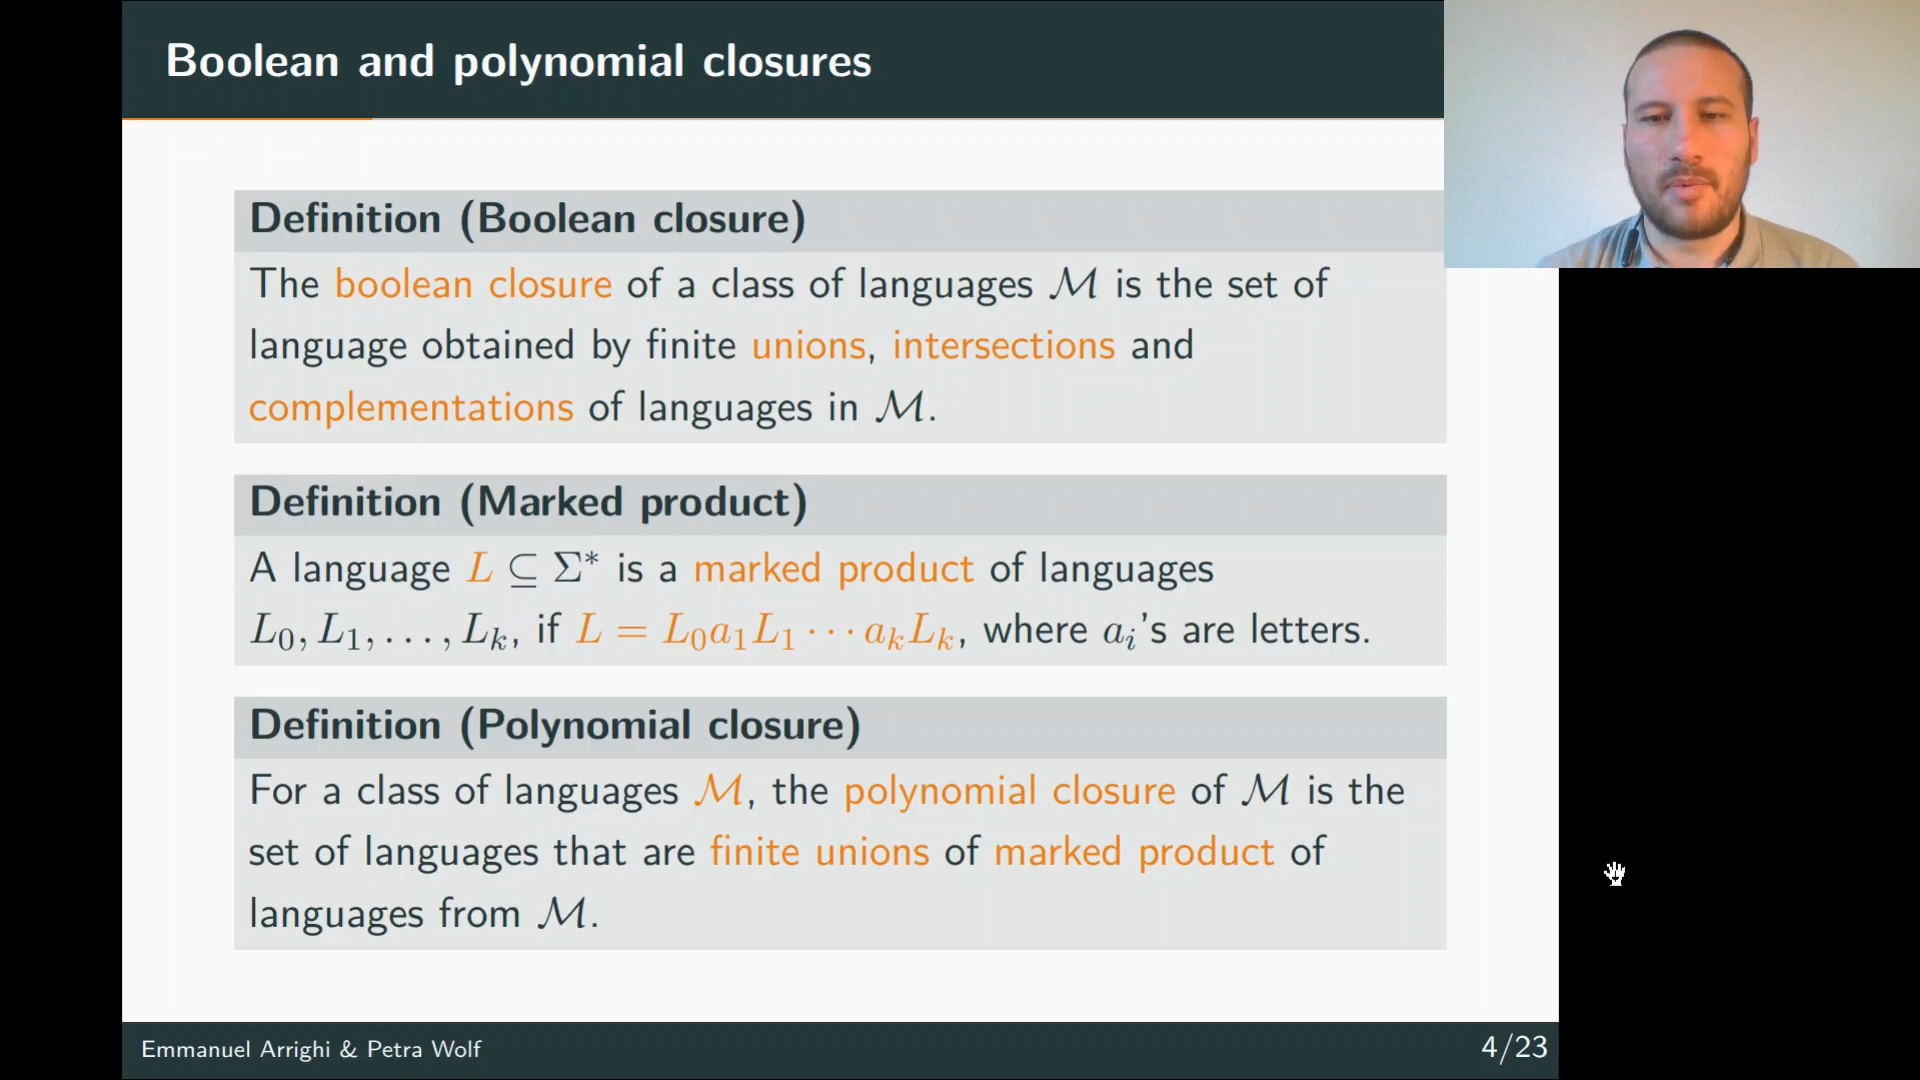 Boolean and polynomial closures
Definition (Boolean closure)
The boolean closure of a class of languages ℳ is the set of
language obtained by finite unions, intersections and
complementations of languages in ℳ.
Definition (Marked product)
A language L ⊆ Σ* is a marked product of languages
L₀, L₁, . . . , Lₖ, if L = L₀a₁L₁ · · · aₖLₖ, where aᵢ's are letters.
Definition (Polynomial closure)
For a class of languages ℳ, the polynomial closure of ℳ is the
set of languages that are finite unions of marked product of
languages from ℳ.
Emmanuel Arrighi & Petra Wolf
4/23